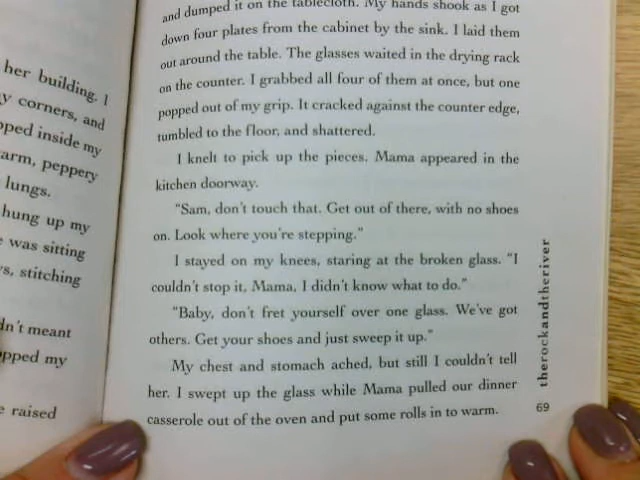 her building. I
y corners, and
pped inside my
arm, peppery
lungs.
hung up my
was sitting
s, stitching
dn't meant
pped my
raised
and dumped it on the tablecloth. My hands shook as I got
down four plates from the cabinet by the sink. I laid them
out around the table. The glasses waited in the drying rack
on the counter. I grabbed all four of them at once, but one
popped out of my grip. It cracked against the counter edge,
tumbled to the floor, and shattered.
I knelt to pick up the pieces. Mama appeared in the
kitchen doorway.
"Sam, don't touch that. Get out of there, with no shoes
on. Look where you're stepping."
I stayed on my knees, staring at the broken glass. "I
couldn't stop it, Mama, I didn't know what to do."
"Baby, don't fret yourself over one glass. We've got
others. Get your shoes and just sweep it up."
My chest and stomach ached, but still I couldn't tell
her. I swept up the glass while Mama pulled our dinner
casserole out of the oven and put some rolls in to warm.
therockandtheriver
69